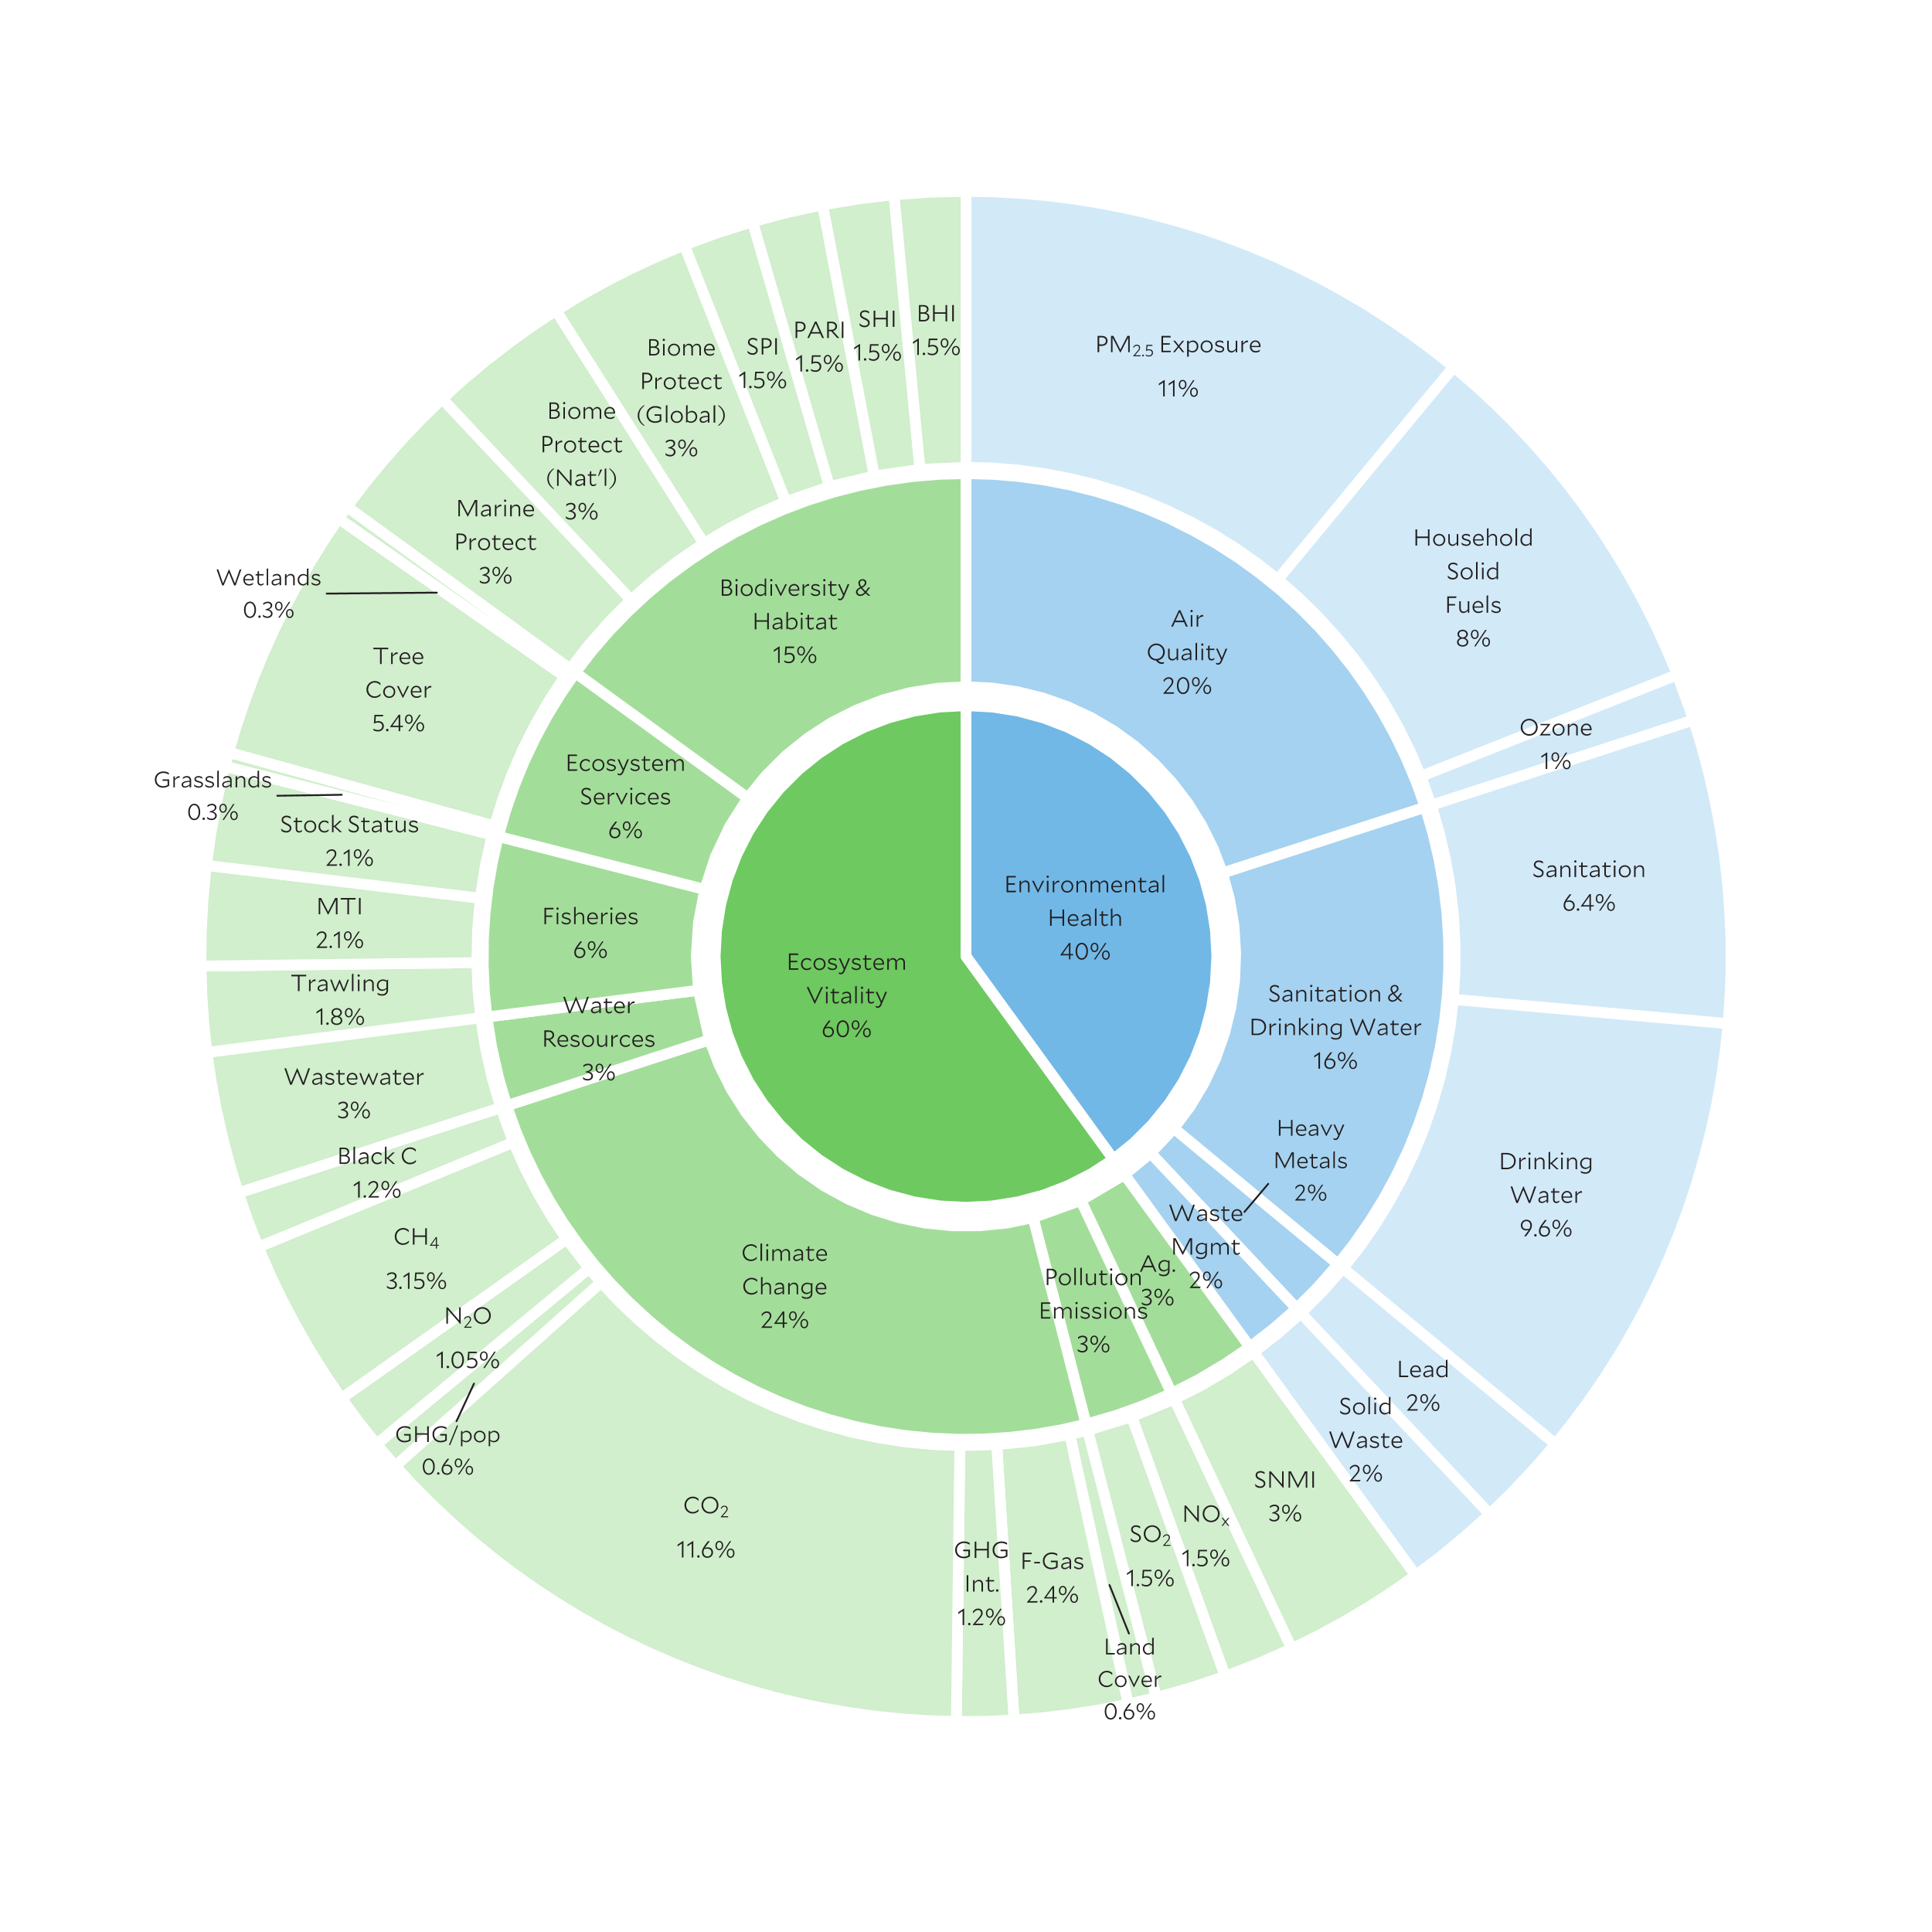 BHI
1.5%
SHI
1.5%
PARI
1.5%
SPI
1.5%
Biome
Protect
(Global)
3%
Biome
Protect
(Nat'l)
3%
Marine
Protect
3%
Wetlands
0.3%
Tree
Cover
5.4%
Grasslands
0.3%
Stock Status
2.1%
MTI
2.1%
Trawling
1.8%
Wastewater
3%
Black C
1.2%
CH₄
3.15%
N₂O
1.05%
GHG/pop
0.6%
CO₂
11.6%
GHG
Int.
1.2%
F-Gas
2.4%
Land
Cover
0.6%
SO₂
1.5%
NOₓ
1.5%
SNMI
3%
Solid
Waste
2%
Lead
2%
Drinking
Water
9.6%
Sanitation
6.4%
Ozone
1%
Household
Solid
Fuels
8%
PM₂.₅ Exposure
11%
Air
Quality
20%
Sanitation &
Drinking Water
16%
Heavy
Metals
2%
Waste
Mgmt
2%
Ag.
3%
Pollution
Emissions
3%
Climate
Change
24%
Water
Resources
3%
Fisheries
6%
Ecosystem
Services
6%
Biodiversity &
Habitat
15%
Environmental
Health
40%
Ecosystem
Vitality
60%